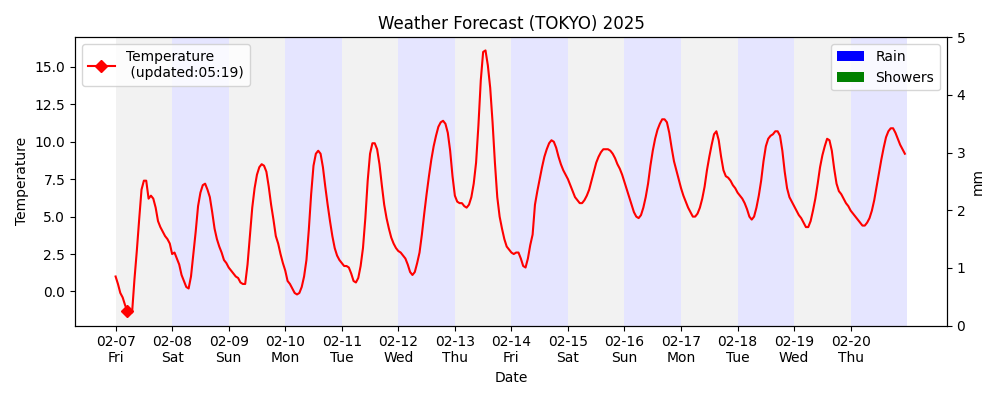 Weather Forecast (TOKYO) 2025
Temperature
(updated:05:19)
Rain
Showers
Temperature
15.0
12.5
10.0
7.5
5.0
2.5
0.0
5
4
3
2
1
0
mm
02-07 02-08 02-09 02-10 02-11 02-12 02-13 02-14 02-15 02-16 02-17 02-18 02-19 02-20
Fri Sat Sun Mon Tue Wed Thu Fri Sat Sun Mon Tue Wed Thu
Date